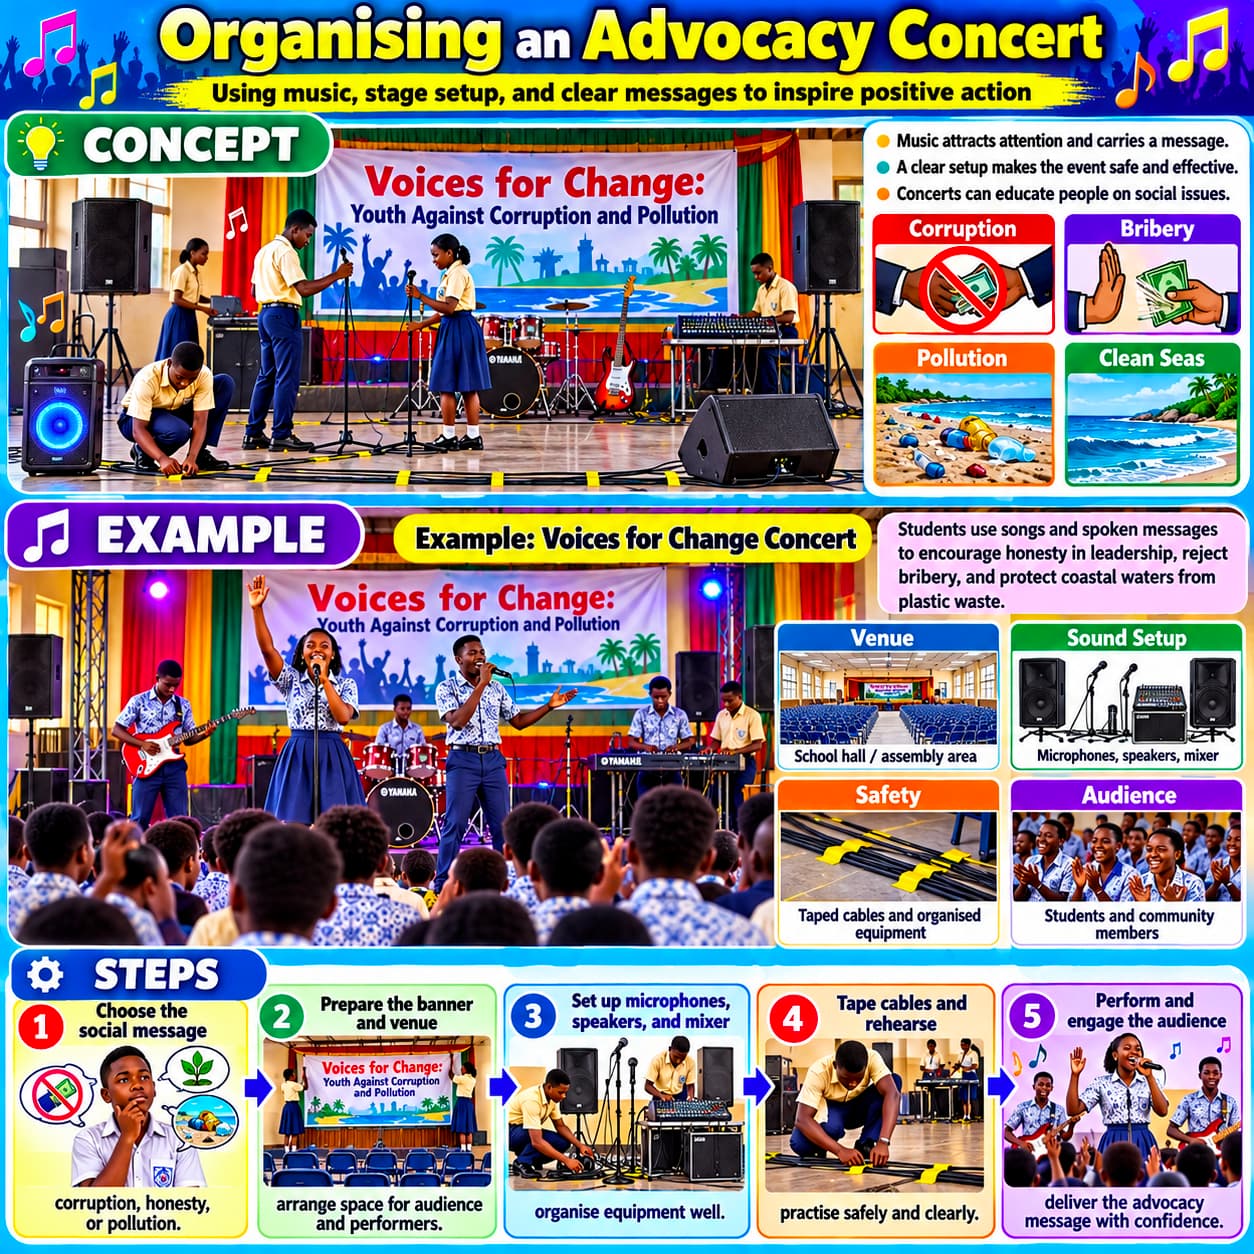 Organising an Advocacy Concert
Using music, stage setup, and clear messages to inspire positive action
CONCEPT
Voices for Change:
Youth Against Corruption and Pollution
YAMAHA
Music attracts attention and carries a message.
A clear setup makes the event safe and effective.
Concerts can educate people on social issues.
Corruption
Bribery
Pollution
Clean Seas
EXAMPLE
Example: Voices for Change Concert
Students use songs and spoken messages
to encourage honesty in leadership, reject
bribery, and protect coastal waters from
plastic waste.
Voices for Change:
Youth Against Corruption and Pollution
YAMAHA
Venue
School hall / assembly area
Sound Setup
Microphones, speakers, mixer
Safety
Taped cables and organised
equipment
Audience
Students and community
members
STEPS
1
Choose the
social message
corruption, honesty,
or pollution.
2
Prepare the banner
and venue
Voices for Change:
Youth Against Corruption
and Pollution
arrange space for audience
and performers.
3
Set up microphones,
speakers, and mixer
organise equipment well.
4
Tape cables and
rehearse
practise safely and clearly.
5
Perform and
engage the audience
deliver the advocacy
message with confidence.